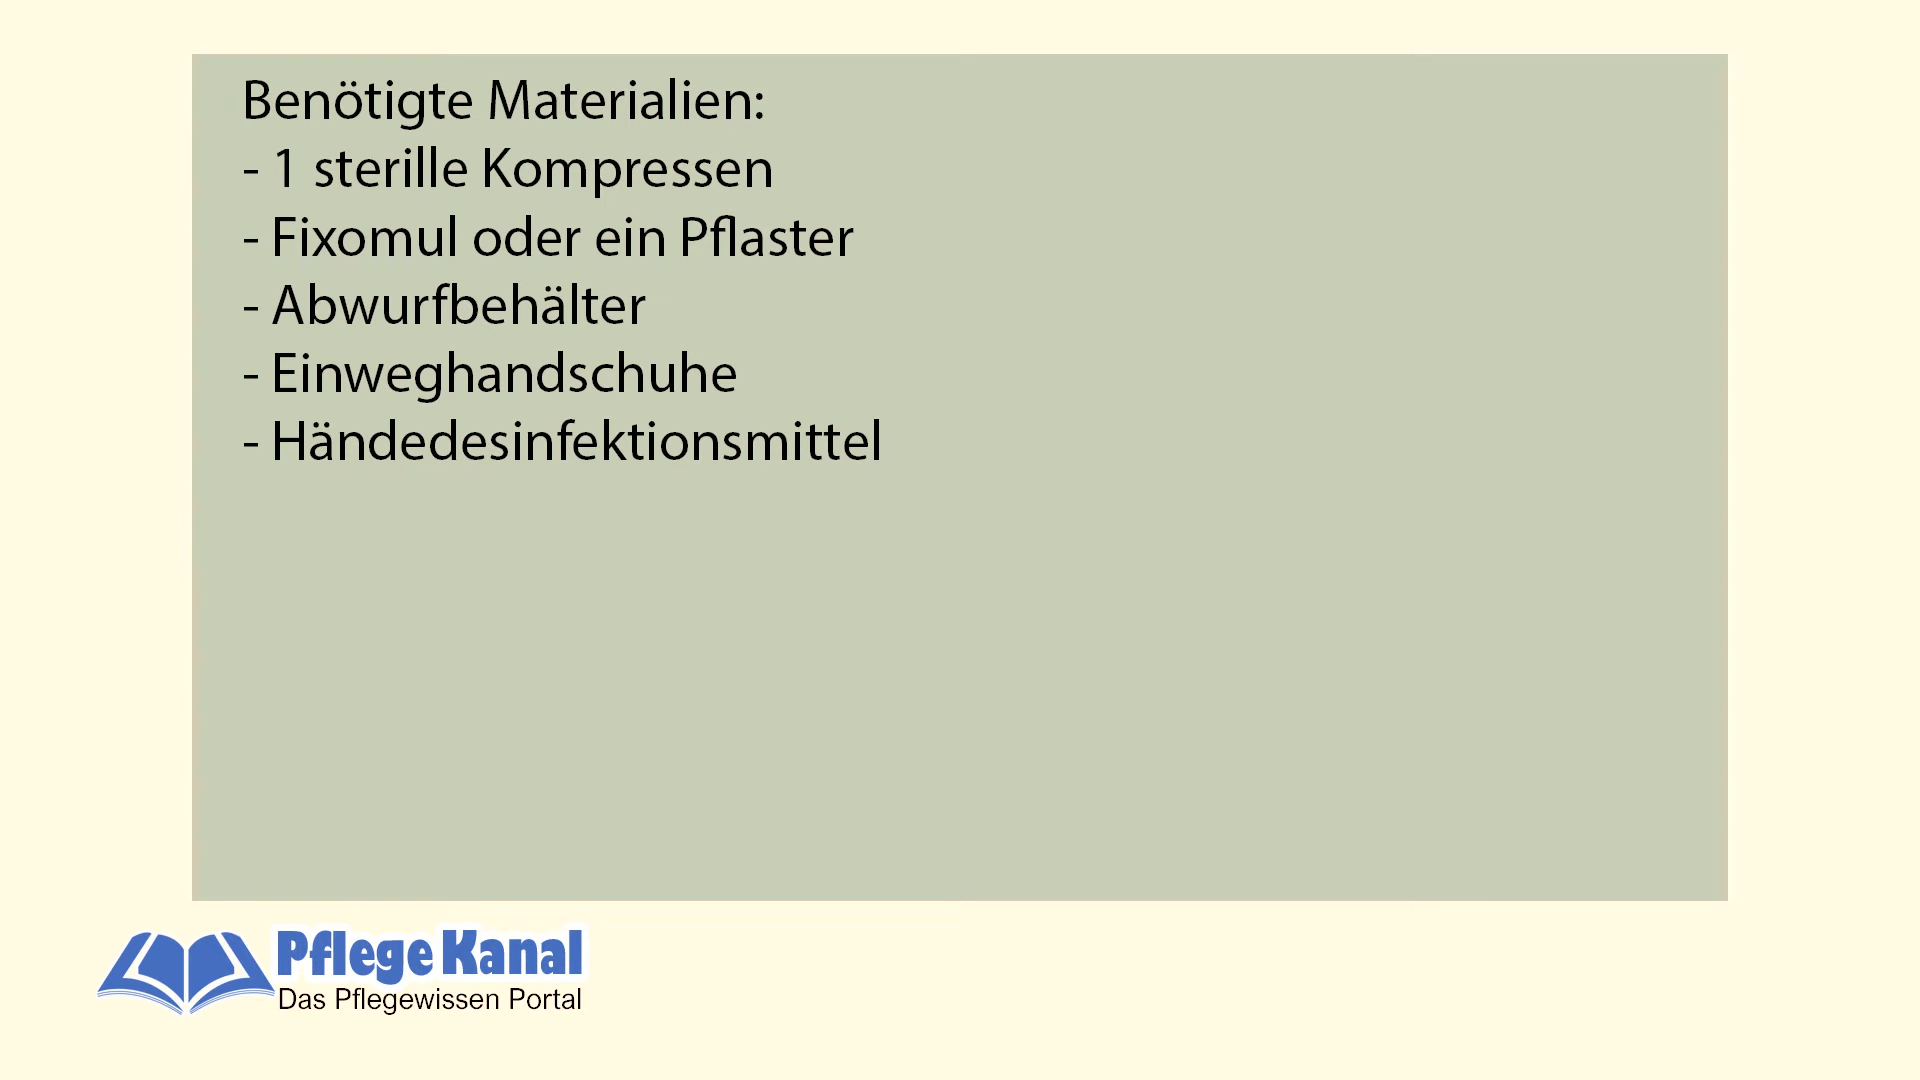 Benötigte Materialien:
- 1 sterille Kompressen
- Fixomul oder ein Pflaster
- Abwurfbehälter
- Einweghandschuhe
- Händedesinfektionsmittel
Pflege Kanal
Das Pflegewissen Portal